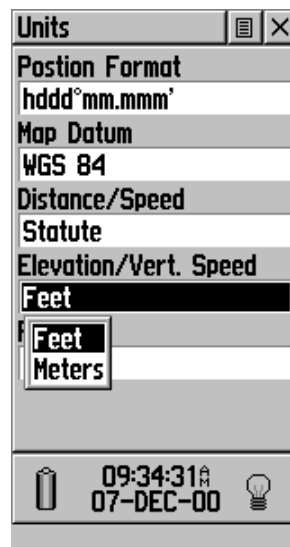 Units
Postion Format
hddd°mm.mmm'
Map Datum
WGS 84
Distance/Speed
Statute
Elevation/Vert. Speed
Feet
Feet
Meters
09:34:31AM
07-DEC-00